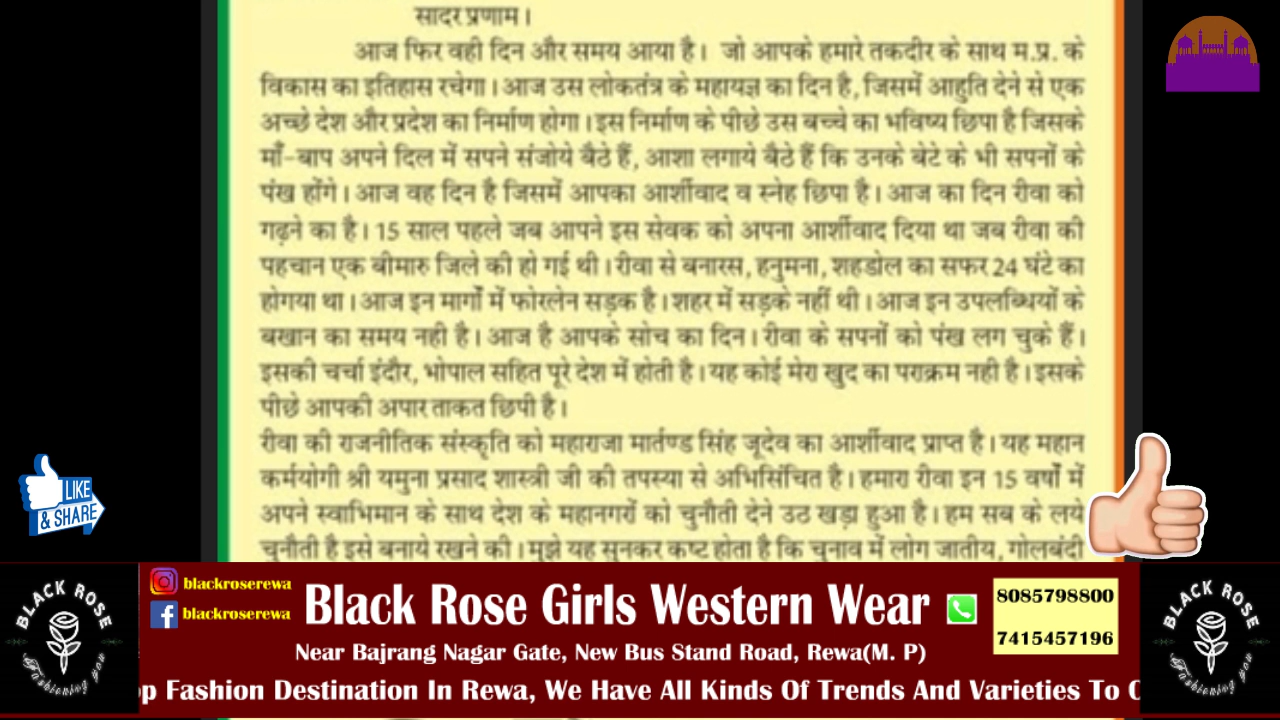 सादर प्रणाम।
आज फिर वही दिन और समय आया है। जो आपके हमारे तकदीर के साथ म.प्र. के
विकास का इतिहास रचेगा। आज उस लोकतंत्र के महायज्ञ का दिन है, जिसमें आहुति देने से एक
अच्छे देश और प्रदेश का निर्माण होगा। इस निर्माण के पीछे उस बच्चे का भविष्य छिपा है जिसके
माँ-बाप अपने दिल में सपने संजोये बैठे हैं, आशा लगाये बैठे हैं कि उनके बेटे के भी सपनों के
पंख होंगे। आज वह दिन है जिसमें आपका आर्शीवाद व स्नेह छिपा है। आज का दिन रीवा को
गढ़ने का है। 15 साल पहले जब आपने इस सेवक को अपना आर्शीवाद दिया था जब रीवा की
पहचान एक बीमारु जिले की हो गई थी। रीवा से बनारस, हनुमना, शहडोल का सफर 24 घंटे का
होगया था। आज इन मार्गों में फोरलेन सड़क है। शहर में सड़के नहीं थी। आज इन उपलब्धियों के
बखान का समय नही है। आज है आपके सोच का दिन। रीवा के सपनों को पंख लग चुके हैं।
इसकी चर्चा इंदौर, भोपाल सहित पूरे देश में होती है। यह कोई मेरा खुद का पराक्रम नही है। इसके
पीछे आपकी अपार ताकत छिपी है।
रीवा की राजनीतिक संस्कृति को महाराजा मार्तण्ड सिंह जूदेव का आर्शीवाद प्राप्त है। यह महान
कर्मयोगी श्री यमुना प्रसाद शास्त्री जी की तपस्या से अभिसिंचित है। हमारा रीवा इन 15 वर्षों में
अपने स्वाभिमान के साथ देश के महानगरों को चुनौती देने उठ खड़ा हुआ है। हम सब के लये
चुनौती है इसे बनाये रखने की। मुझे यह सुनकर कष्ट होता है कि चुनाव में लोग जातीय, गोलबंदी
LIKE
& SHARE
BLACK ROSE
Fashioning you
blackroserewa
blackroserewa
Black Rose Girls Western Wear
8085798800
7415457196
Near Bajrang Nagar Gate, New Bus Stand Road, Rewa(M. P)
op Fashion Destination In Rewa, We Have All Kinds Of Trends And Varieties To
BLACK ROSE
Fashioning you